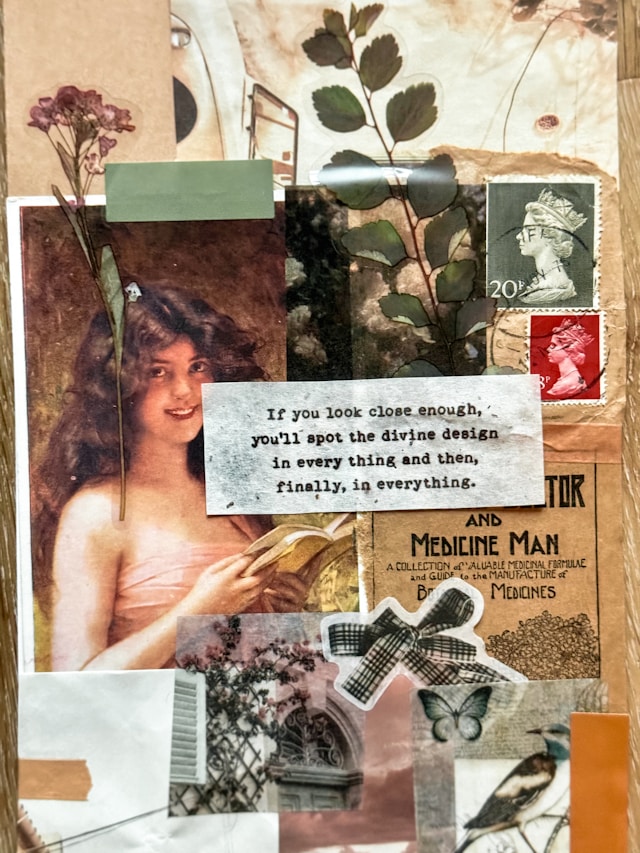 20P
8P
If you look close enough,
you'll spot the divine design
in every thing and then,
finally, in everything.
TOR
AND
MEDICINE MAN
A COLLECTION of VALUABLE MEDICINAL FORMULAE
and GUIDE to the MANUFACTURE of
MEDICINES